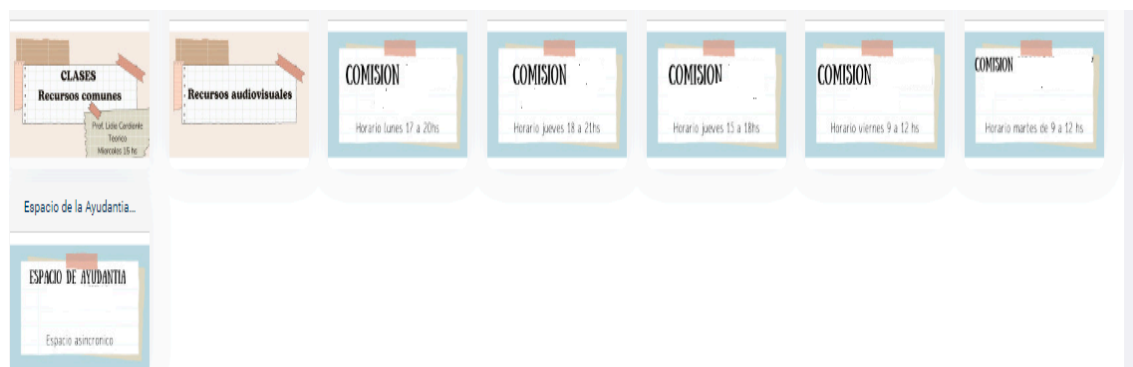 CLASES
Recursos comunes
Prof. Lidia
Teorico
Miercoles 15 hs
Recursos audiovisuales
COMISION
Horario lunes 17 a 20hs
COMISION
Horario jueves 18 a 21hs
COMISION
Horario jueves 15 a 18hs
COMISION
Horario viernes 9 a 12 hs
COMISION
Horario martes de 9 a 12 hs
Espacio de la Ayudantia...
ESPACIO DE AYUDANTIA
Espacio asincronico